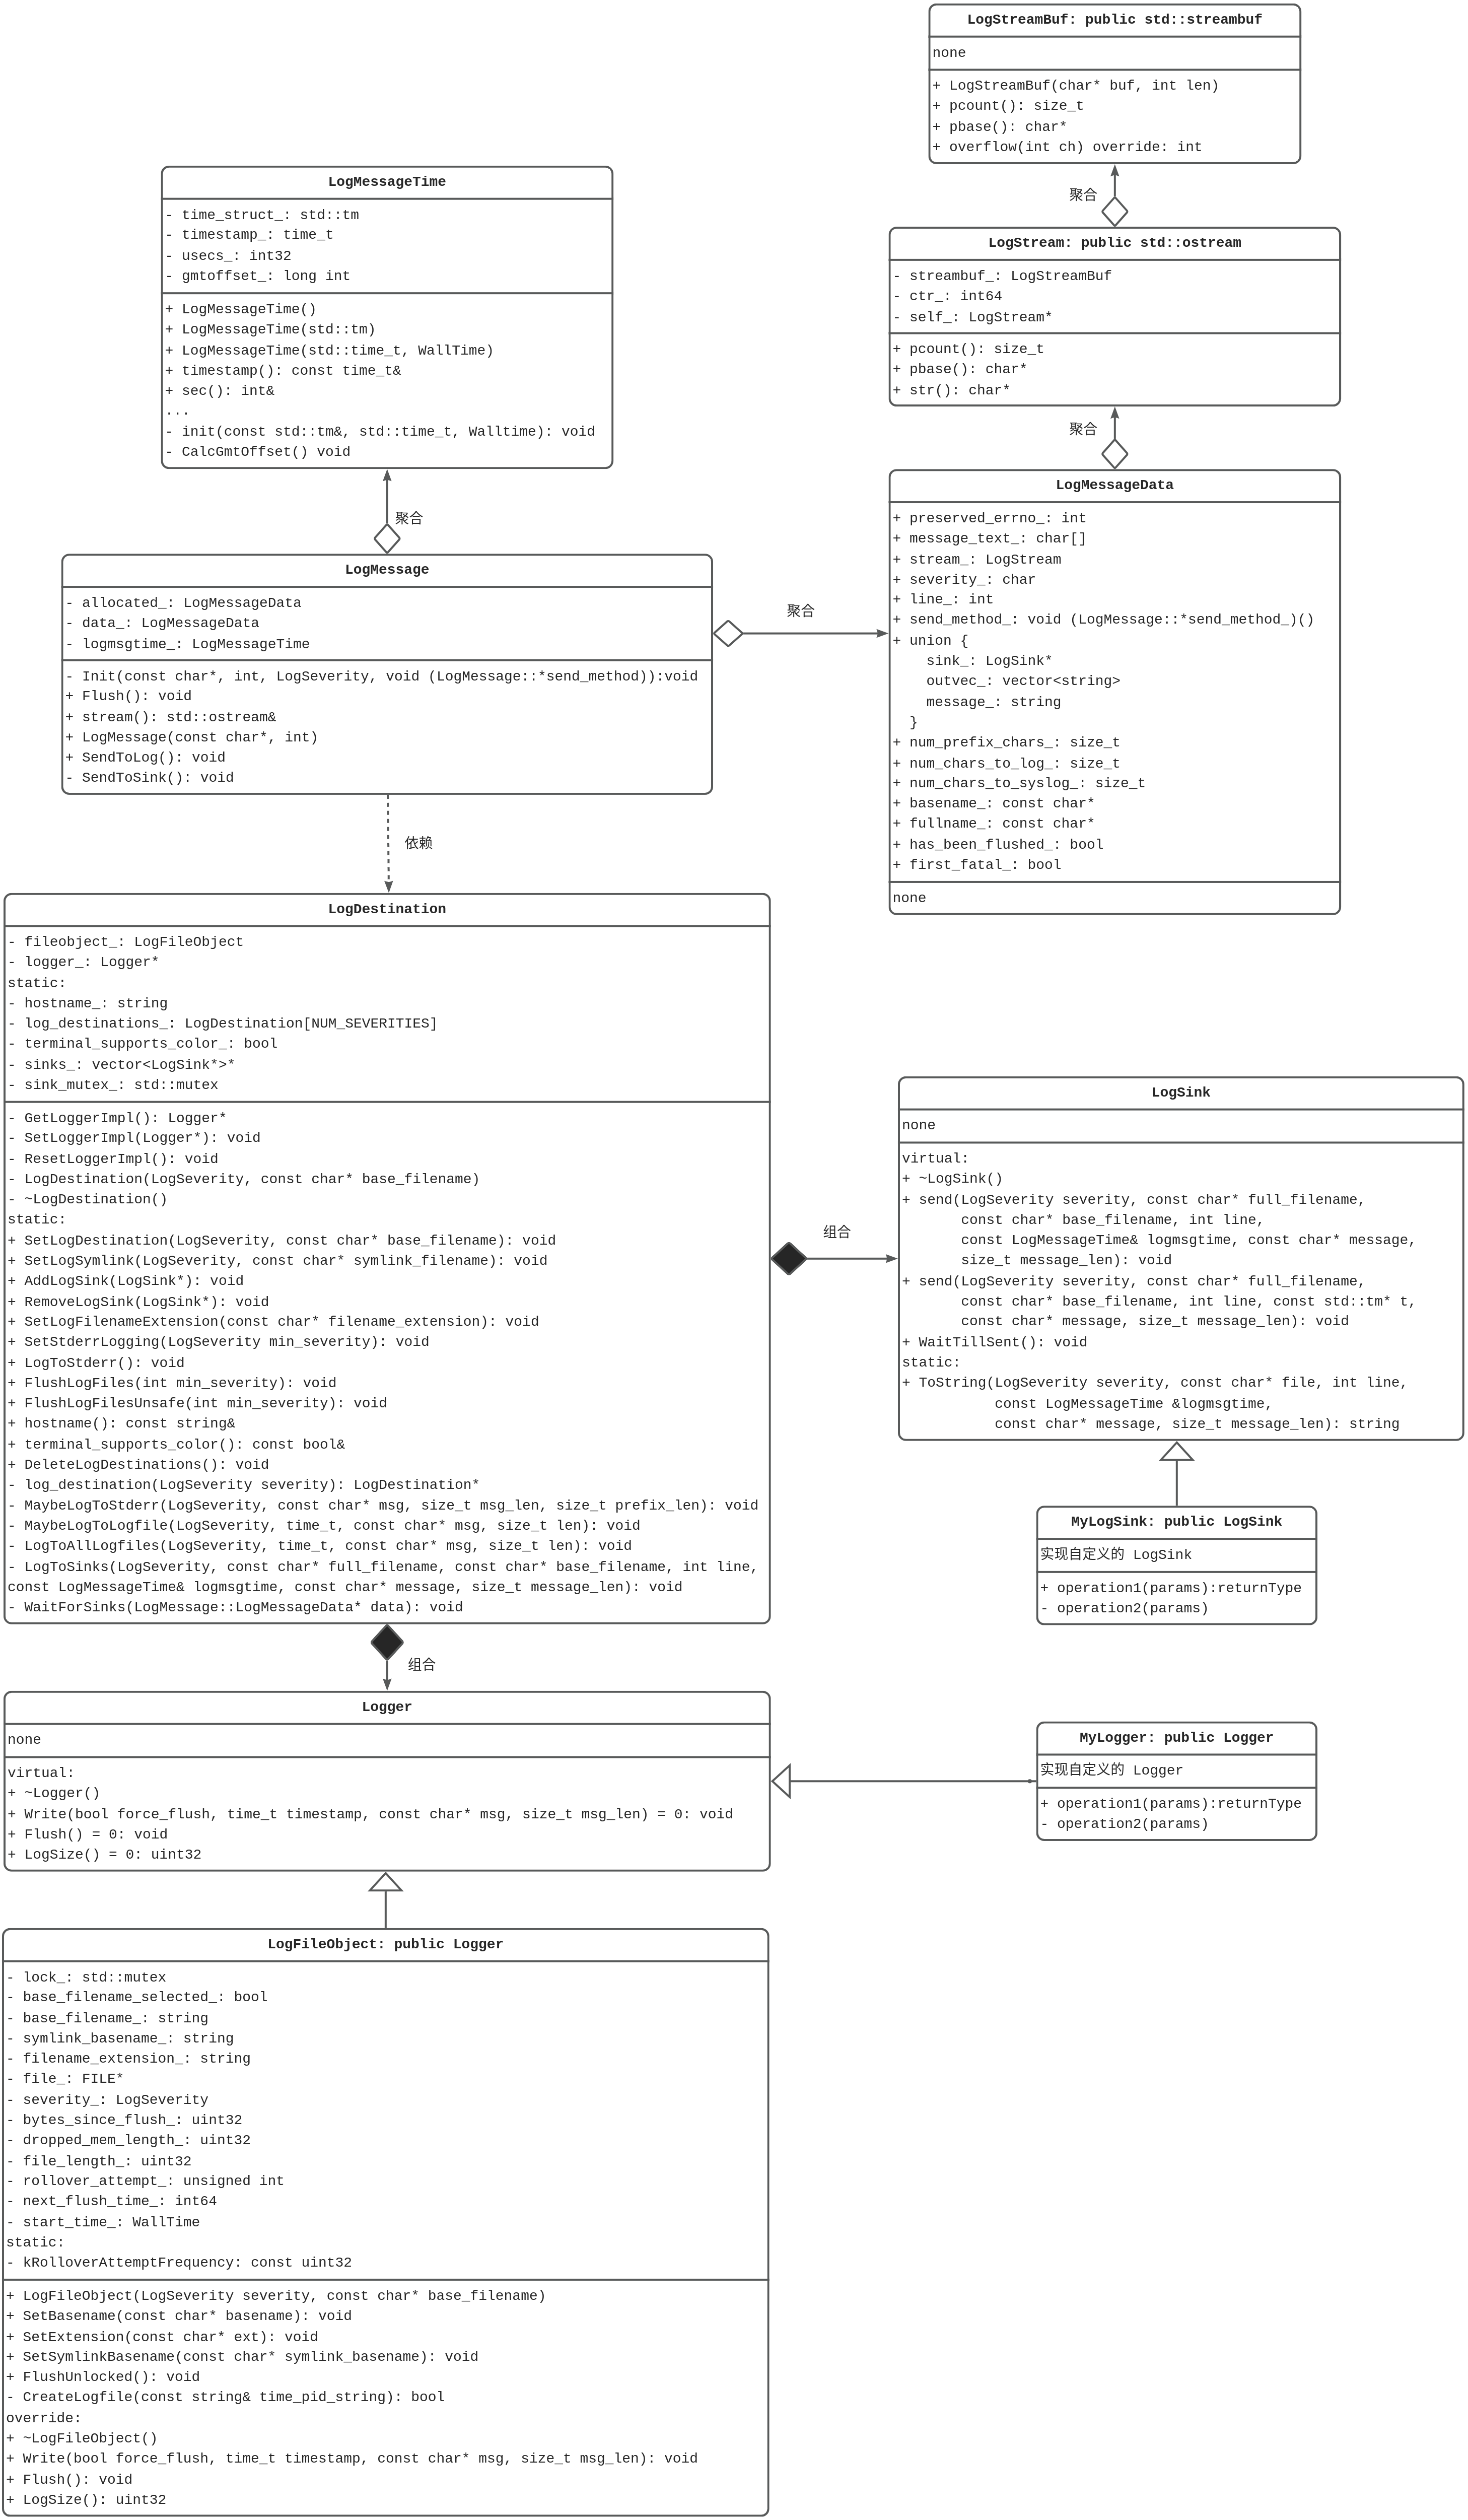 LogStreamBuf: public std::streambuf
none
+ LogStreamBuf(char* buf, int len)
+ pcount(): size_t
+ pbase(): char*
+ overflow(int ch) override: int
聚合
LogStream: public std::ostream
- streambuf_: LogStreamBuf
- ctr_: int64
- self_: LogStream*
+ pcount(): size_t
+ pbase(): char*
+ str(): char*
聚合
LogMessageTime
- time_struct_: std::tm
- timestamp_: time_t
- usecs_: int32
- gmtoffset_: long int
+ LogMessageTime()
+ LogMessageTime(std::tm)
+ LogMessageTime(std::time_t, WallTime)
+ timestamp(): const time_t&
+ sec(): int&
...
- init(const std::tm&, std::time_t, Walltime): void
- CalcGmtOffset() void
聚合
LogMessage
- allocated_: LogMessageData
- data_: LogMessageData
- logmsgtime_: LogMessageTime
- Init(const char*, int, LogSeverity, void (LogMessage::*send_method)):void
+ Flush(): void
+ stream(): std::ostream&
+ LogMessage(const char*, int)
+ SendToLog(): void
- SendToSink(): void
聚合
LogMessageData
+ preserved_errno_: int
+ message_text_: char[]
+ stream_: LogStream
+ severity_: char
+ line_: int
+ send_method_: void (LogMessage::*send_method_)()
+ union {
sink_: LogSink*
outvec_: vector<string>
message_: string
}
+ num_prefix_chars_: size_t
+ num_chars_to_log_: size_t
+ num_chars_to_syslog_: size_t
+ basename_: const char*
+ fullname_: const char*
+ has_been_flushed_: bool
+ first_fatal_: bool
none
依赖
LogDestination
- fileobject_: LogFileObject
- logger_: Logger*
static:
- hostname_: string
- log_destinations_: LogDestination[NUM_SEVERITIES]
- terminal_supports_color_: bool
- sinks_: vector<LogSink*>*
- sink_mutex_: std::mutex
- GetLoggerImpl(): Logger*
- SetLoggerImpl(Logger*): void
- ResetLoggerImpl(): void
- LogDestination(LogSeverity, const char* base_filename)
- ~LogDestination()
static:
+ SetLogDestination(LogSeverity, const char* base_filename): void
+ SetLogSymlink(LogSeverity, const char* symlink_filename): void
+ AddLogSink(LogSink*): void
+ RemoveLogSink(LogSink*): void
+ SetLogFilenameExtension(const char* filename_extension): void
+ SetStderrLogging(LogSeverity min_severity): void
+ LogToStderr(): void
+ FlushLogFiles(int min_severity): void
+ FlushLogFilesUnsafe(int min_severity): void
+ hostname(): const string&
+ terminal_supports_color(): const bool&
+ DeleteLogDestinations(): void
- log_destination(LogSeverity severity): LogDestination*
- MaybeLogToStderr(LogSeverity, const char* msg, size_t msg_len, size_t prefix_len): void
- MaybeLogToLogfile(LogSeverity, time_t, const char* msg, size_t len): void
- LogToAllLogfiles(LogSeverity, time_t, const char* msg, size_t len): void
- LogToSinks(LogSeverity, const char* full_filename, const char* base_filename, int line,
const LogMessageTime& logmsgtime, const char* message, size_t message_len): void
- WaitForSinks(LogMessage::LogMessageData* data): void
组合
LogSink
none
virtual:
+ ~LogSink()
+ send(LogSeverity severity, const char* full_filename,
const char* base_filename, int line,
const LogMessageTime& logmsgtime, const char* message,
size_t message_len): void
+ send(LogSeverity severity, const char* full_filename,
const char* base_filename, int line, const std::tm* t,
const char* message, size_t message_len): void
+ WaitTillSent(): void
static:
+ ToString(LogSeverity severity, const char* file, int line,
const LogMessageTime &logmsgtime,
const char* message, size_t message_len): string
MyLogSink: public LogSink
实现自定义的 LogSink
+ operation1(params):returnType
- operation2(params)
组合
Logger
none
virtual:
+ ~Logger()
+ Write(bool force_flush, time_t timestamp, const char* msg, size_t msg_len) = 0: void
+ Flush() = 0: void
+ LogSize() = 0: uint32
MyLogger: public Logger
实现自定义的 Logger
+ operation1(params):returnType
- operation2(params)
LogFileObject: public Logger
- lock_: std::mutex
- base_filename_selected_: bool
- base_filename_: string
- symlink_basename_: string
- filename_extension_: string
- file_: FILE*
- severity_: LogSeverity
- bytes_since_flush_: uint32
- dropped_mem_length_: uint32
- file_length_: uint32
- rollover_attempt_: unsigned int
- next_flush_time_: int64
- start_time_: WallTime
static:
- kRolloverAttemptFrequency: const uint32
+ LogFileObject(LogSeverity severity, const char* base_filename)
+ SetBasename(const char* basename): void
+ SetExtension(const char* ext): void
+ SetSymlinkBasename(const char* symlink_basename): void
+ FlushUnlocked(): void
- CreateLogfile(const string& time_pid_string): bool
override:
+ ~LogFileObject()
+ Write(bool force_flush, time_t timestamp, const char* msg, size_t msg_len): void
+ Flush(): void
+ LogSize(): uint32